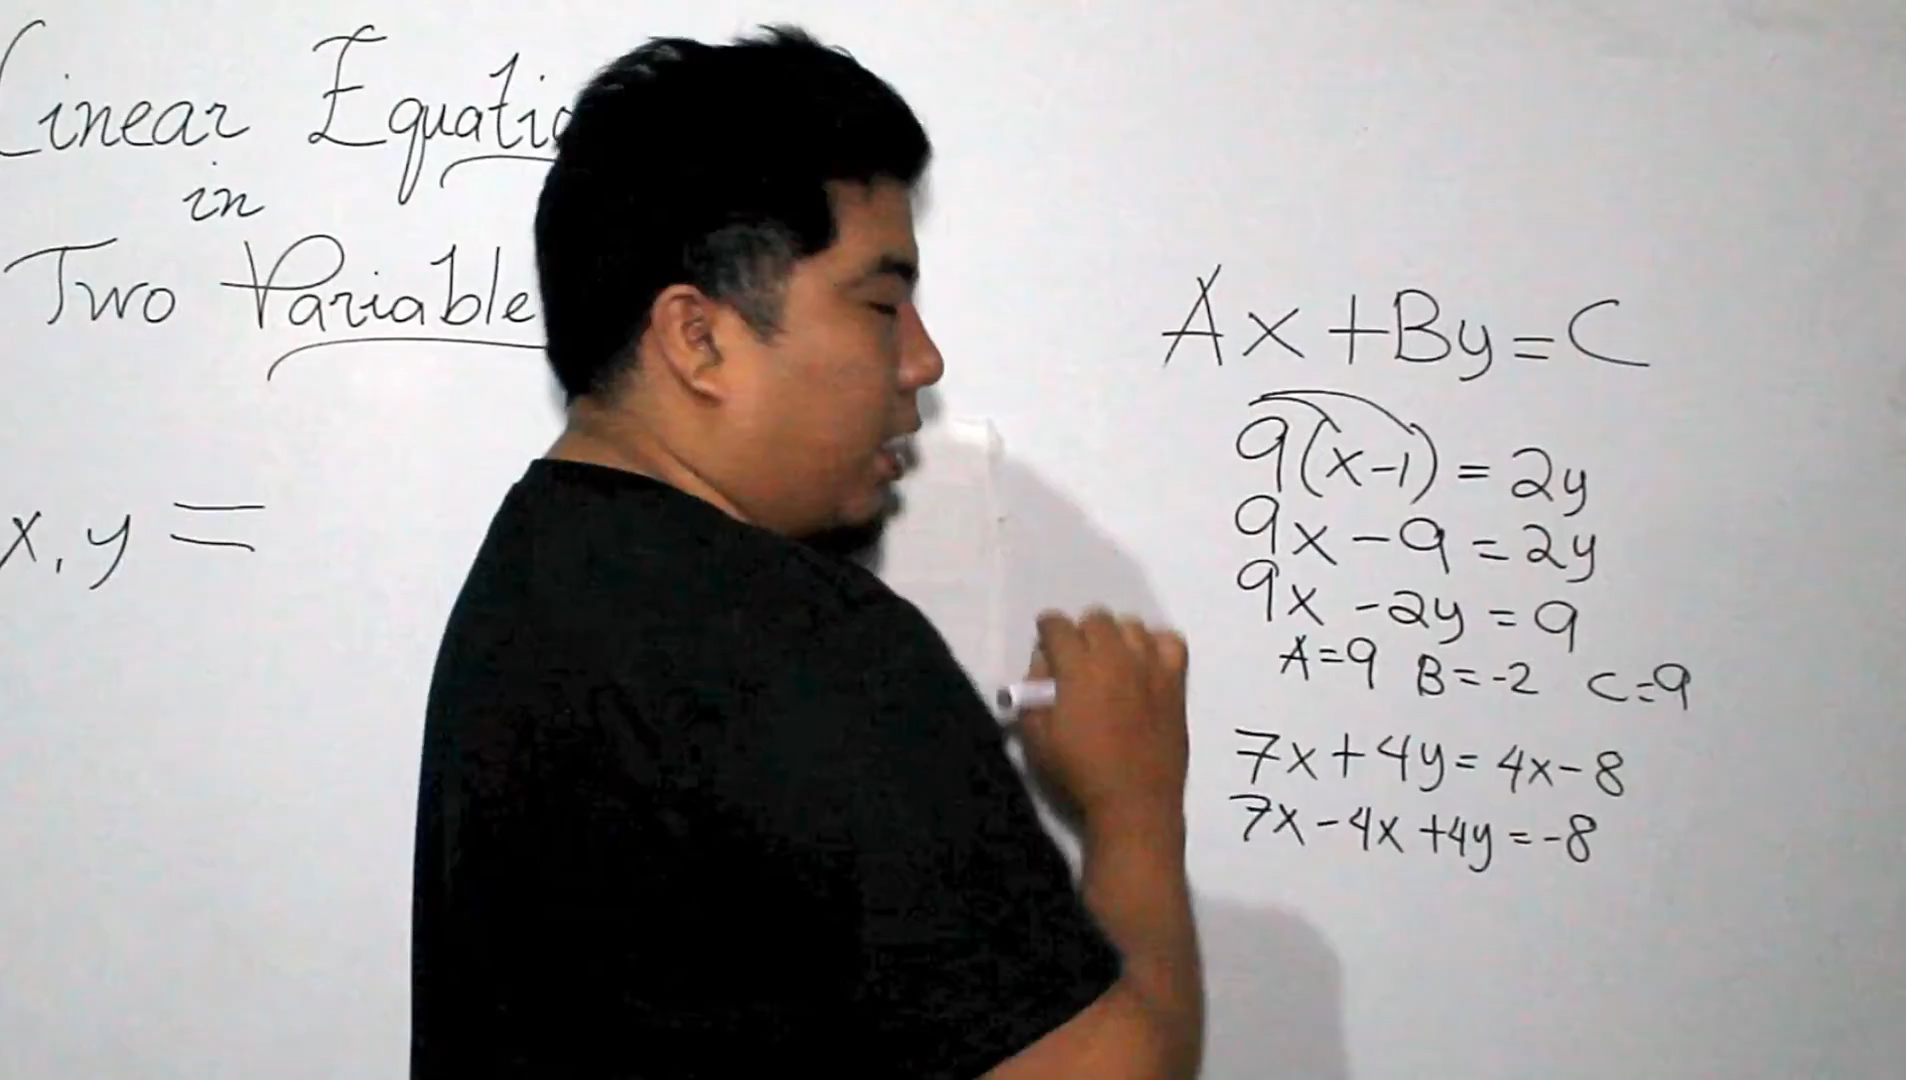 Linear Equatio
in
Two Variable
x, y =
Ax + By = C
9(x-1) = 2y
9x - 9 = 2y
9x - 2y = 9
A=9 B=-2 C=9
7x + 4y = 4x - 8
7x - 4x + 4y = -8